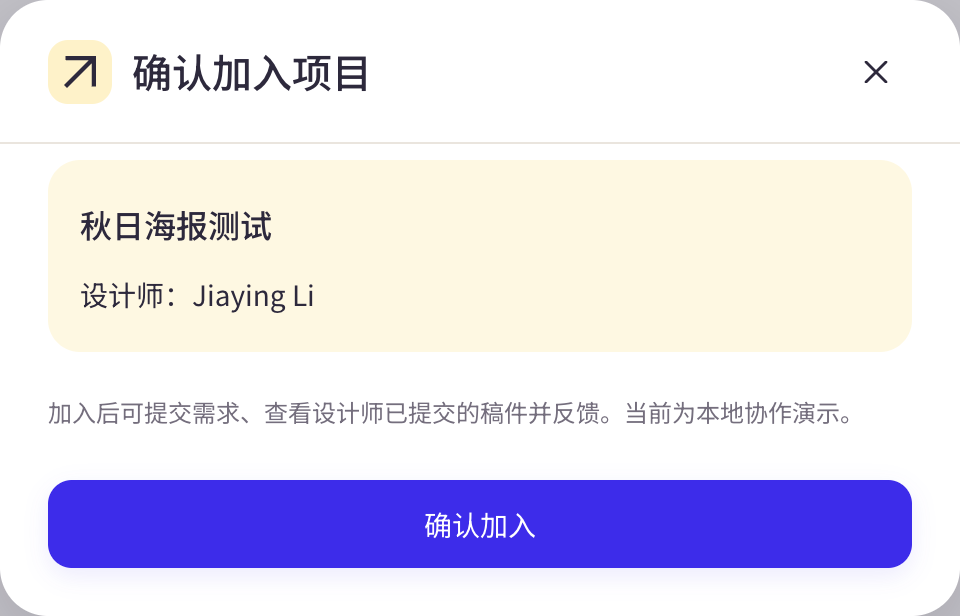 确认加入项目
秋日海报测试
设计师：Jiaying Li
加入后可提交需求、查看设计师已提交的稿件并反馈。当前为本地协作演示。
确认加入